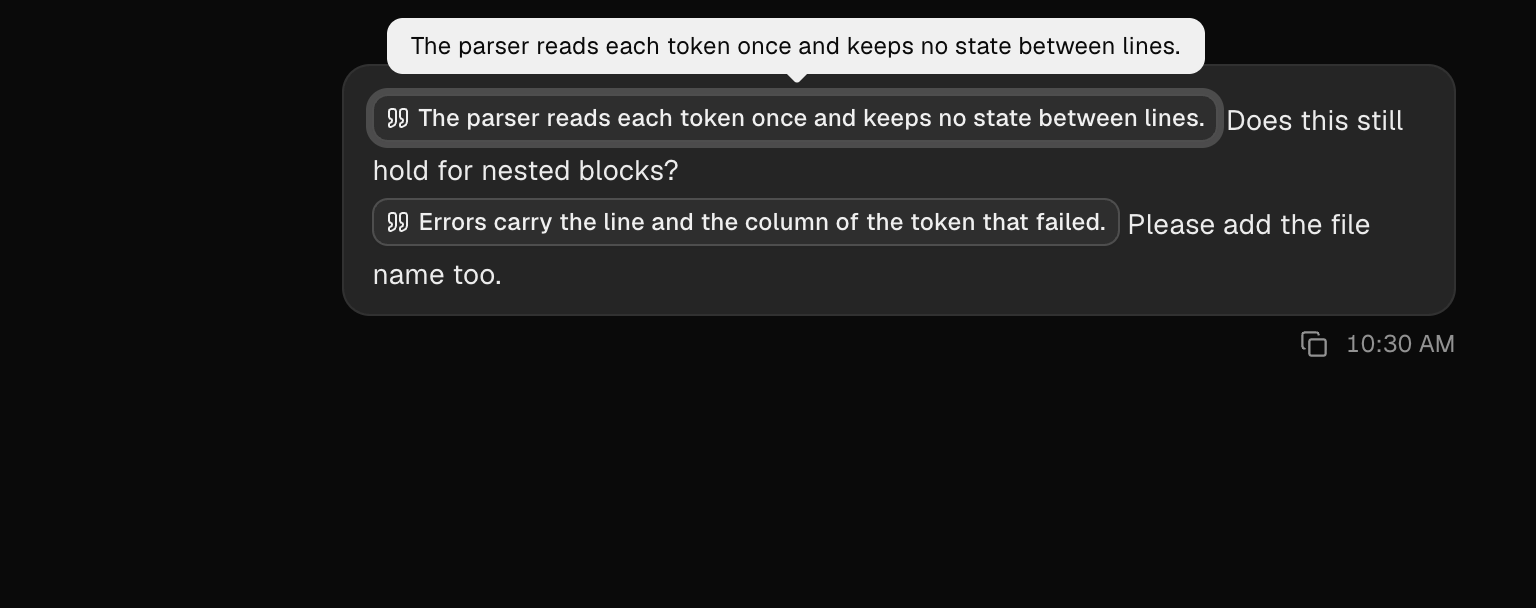 The parser reads each token once and keeps no state between lines.
The parser reads each token once and keeps no state between lines. Does this still
hold for nested blocks?
Errors carry the line and the column of the token that failed. Please add the file
name too.
10:30 AM